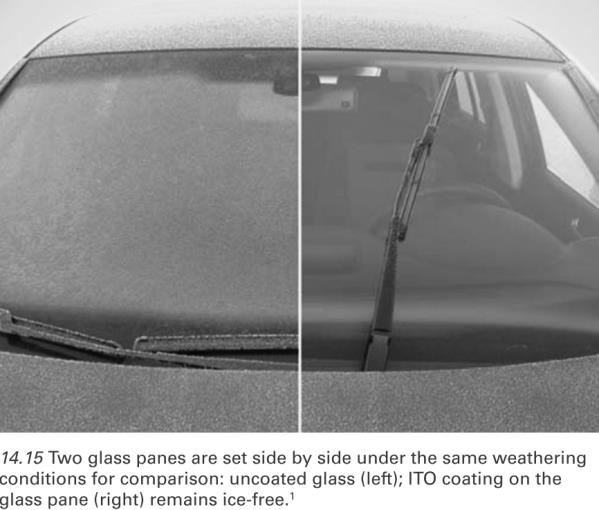 14.15 Two glass panes are set side by side under the same weathering
conditions for comparison: uncoated glass (left); ITO coating on the
glass pane (right) remains ice-free.¹